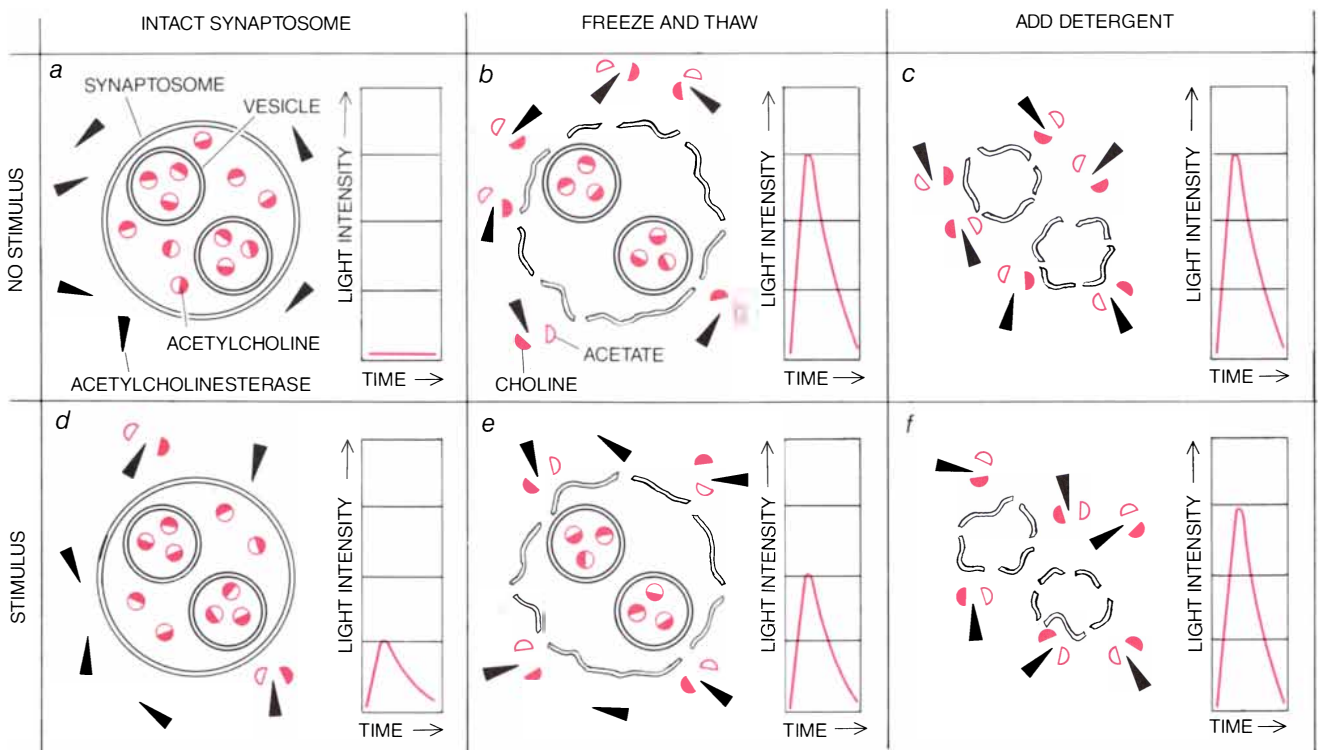 INTACT SYNAPTOSOME
FREEZE AND THAW
ADD DETERGENT
NO STIMULUS
a
SYNAPTOSOME
VESICLE
ACETYLCHOLINE
ACETYLCHOLINESTERASE
LIGHT INTENSITY →
TIME →
b
ACETATE
CHOLINE
LIGHT INTENSITY →
TIME →
c
LIGHT INTENSITY →
TIME →
STIMULUS
d
LIGHT INTENSITY →
TIME →
e
LIGHT INTENSITY →
TIME →
f
LIGHT INTENSITY →
TIME →